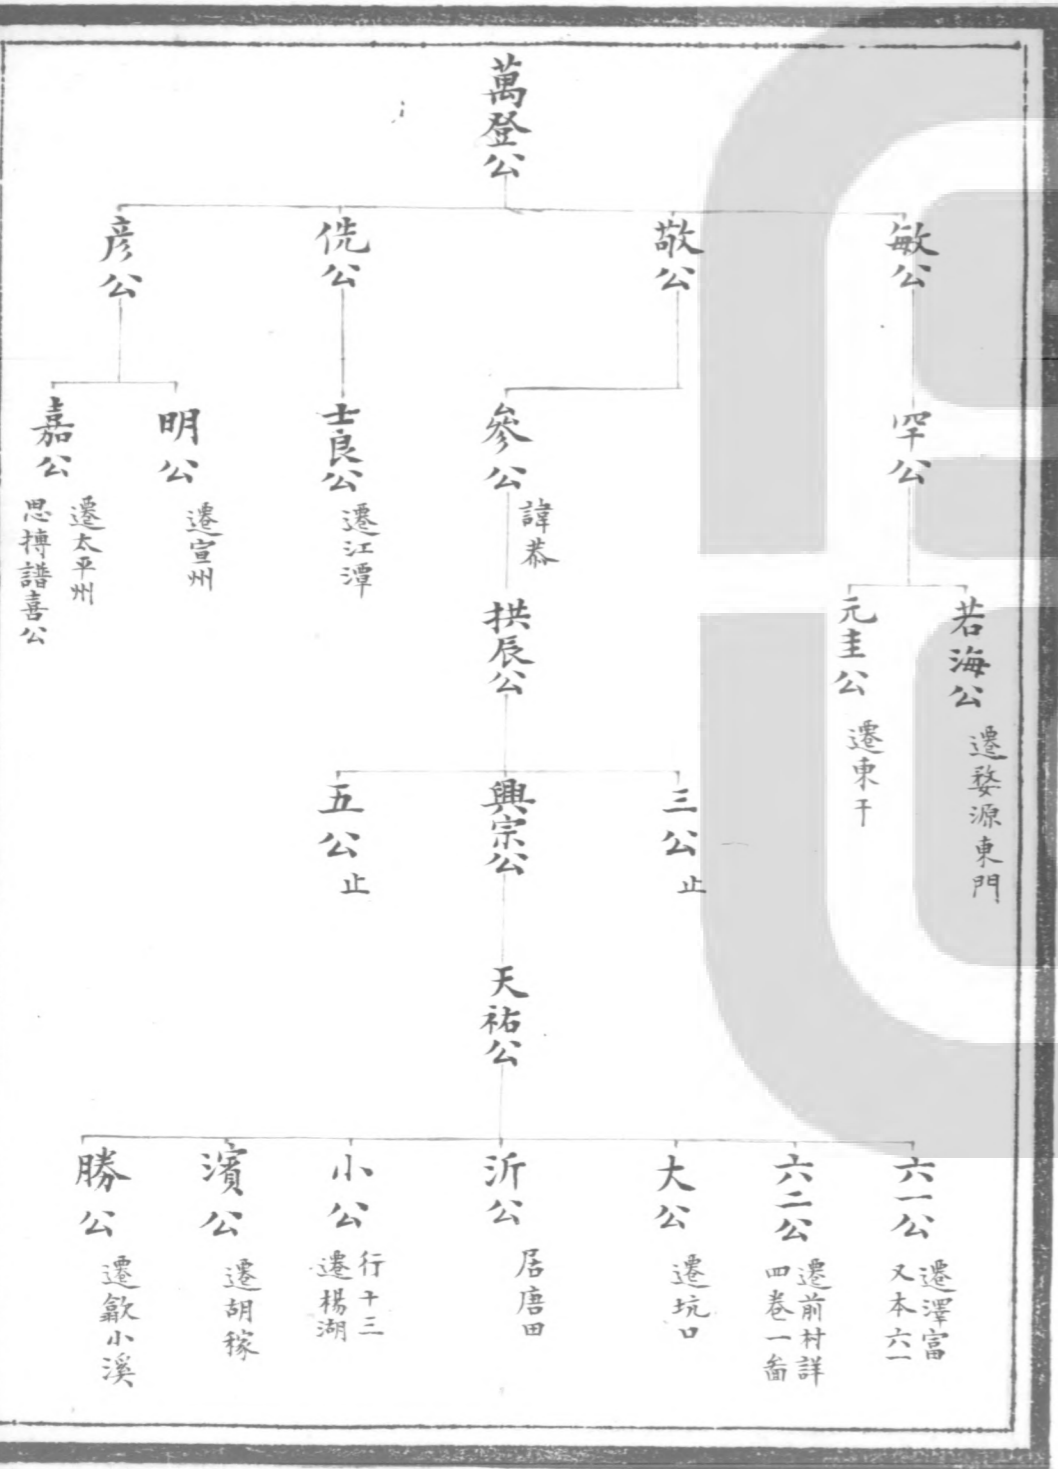 萬登公
敏公
敬公
侁公
彦公
罕公
參公
諱恭
士良公
遷江潭
明公
遷宣州
嘉公
遷太平州
思摶譜喜公
若海公
遷婺源東門
元圭公
遷東干
拱辰公
三公
止
興宗公
五公
止
天祐公
六一公
遷澤富
又本六一
六二公
遷前村詳
四卷一啚
大公
遷坑口
沂公
居唐田
小公
行十三
遷楊湖
濱公
遷胡稼
勝公
遷歙小溪